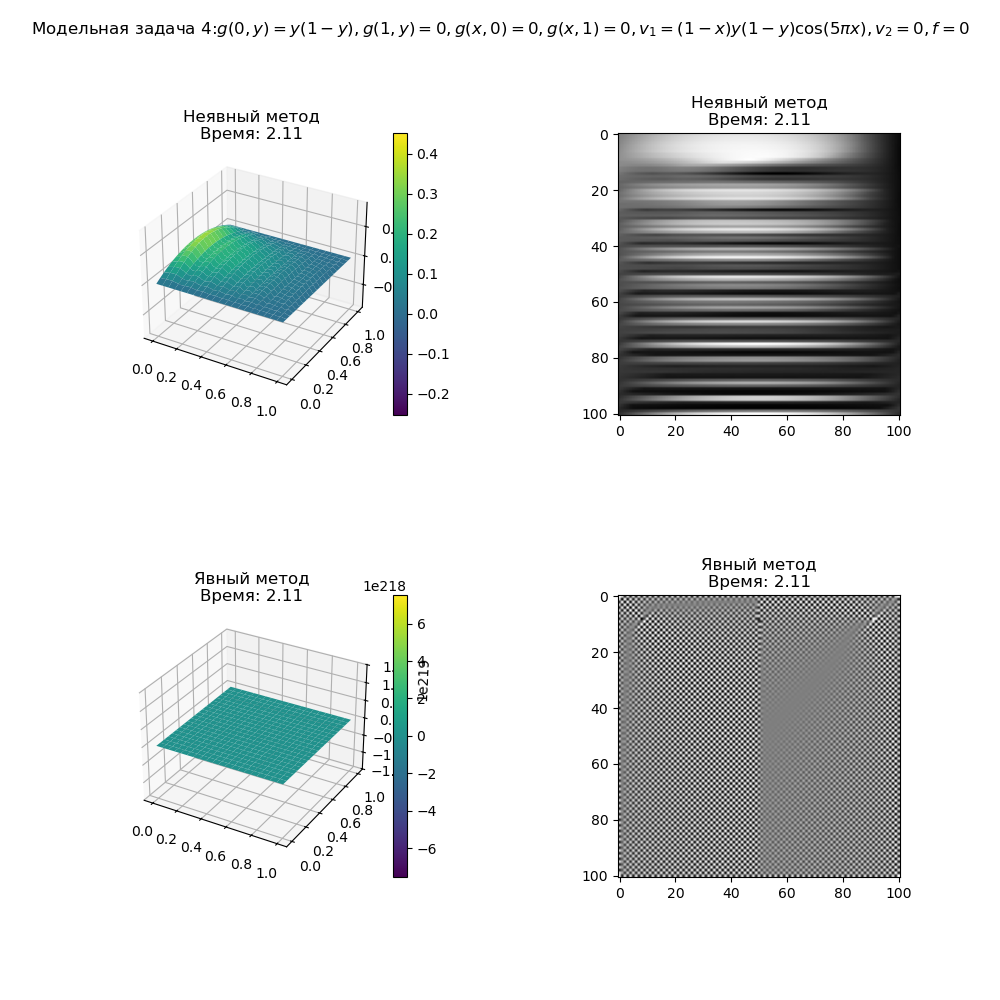 Модельная задача 4:g(0, y) = y(1 − y), g(1, y) = 0, g(x, 0) = 0, g(x, 1) = 0, v₁ = (1 − x)y(1 − y)cos(5πx), v₂ = 0, f = 0
Неявный метод
Время: 2.11
0.4
0.3
0.2
0.1
0.0
−0.1
−0.2
0.0 0.2 0.4 0.6 0.8 1.0
0.0 0.2 0.4 0.6 0.8 1.0
Неявный метод
Время: 2.11
0
20
40
60
80
100
0 20 40 60 80 100
Явный метод
Время: 2.11
1e218
6
4
2
0
−2
−4
−6
1e219
0.0 0.2 0.4 0.6 0.8 1.0
0.0 0.2 0.4 0.6 0.8 1.0
Явный метод
Время: 2.11
0
20
40
60
80
100
0 20 40 60 80 100